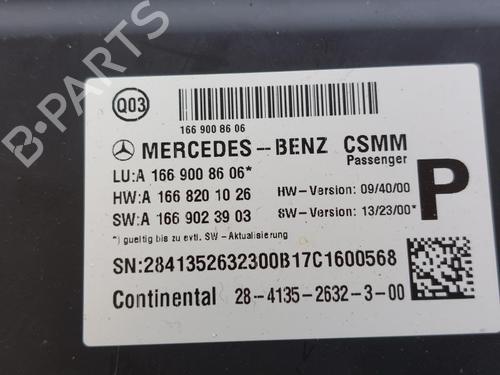 Q03
166 900 86 06
MERCEDES--BENZ CSMM
Passenger
LU:A 166 900 8606*
HW:A 166 820 10 26 HW-Version: 09/40/00
SW:A 166 902 39 03 SW-Version: 13/23/00*
P
*) gueltig bis zu evtl. SW - Aktualisierung
SN:2841352632300B17C1600568
Continental 28-4135-2632-3-00
B-PARTS